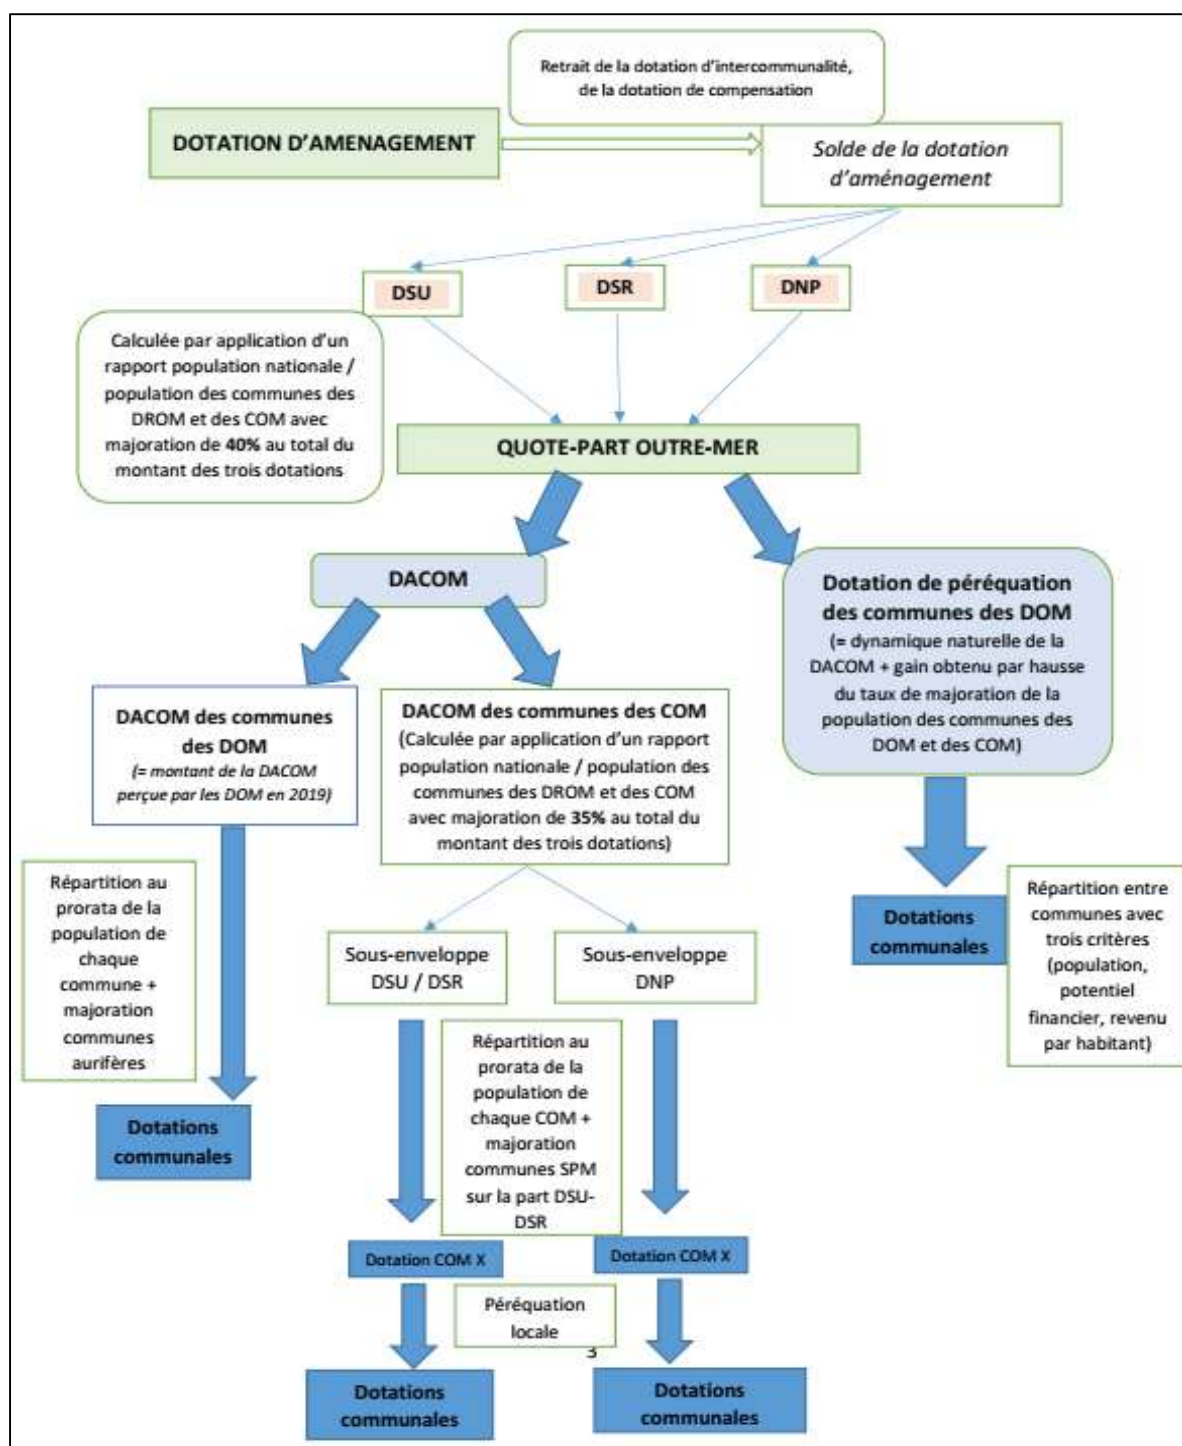 Retrait de la dotation d'intercommunalité,
de la dotation de compensation
DOTATION D'AMENAGEMENT
Solde de la dotation
d'aménagement
DSU
DSR
DNP
Calculée par application d'un
rapport population nationale /
population des communes des
DROM et des COM avec
majoration de 40% au total du
montant des trois dotations
QUOTE-PART OUTRE-MER
DACOM
Dotation de péréquation
des communes des DOM
(= dynamique naturelle de la
DACOM + gain obtenu par hausse
du taux de majoration de la
population des communes des
DOM et des COM)
DACOM des communes
des DOM
(= montant de la DACOM
perçue par les DOM en 2019)
DACOM des communes des COM
(Calculée par application d'un rapport
population nationale / population des
communes des DROM et des COM
avec majoration de 35% au total du
montant des trois dotations)
Répartition au
prorata de la
population de
chaque
commune +
majoration
communes
aurifères
Dotations
communales
Répartition entre
communes avec
trois critères
(population,
potentiel
financier, revenu
par habitant)
Sous-enveloppe
DSU / DSR
Sous-enveloppe
DNP
Répartition au
prorata de la
population de
chaque COM +
majoration
communes SPM
sur la part DSU-
DSR
Dotations
communales
Dotation COM X
Dotation COM X
Péréquation
locale
3
Dotations
communales
Dotations
communales